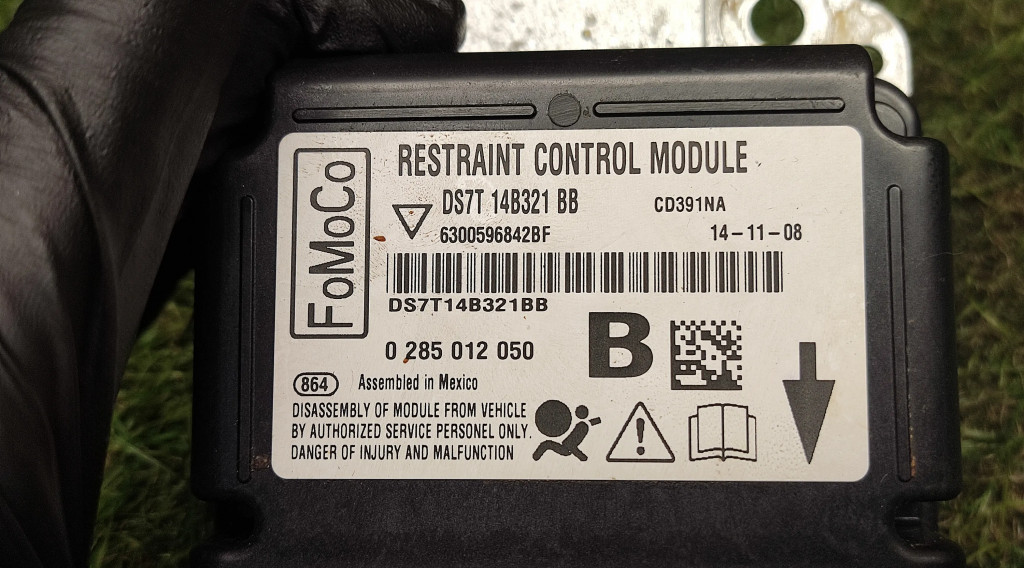 FoMoCo
RESTRAINT CONTROL MODULE
DS7T 14B321 BB
CD391NA
6300596842BF
14-11-08
DS7T14B321BB
0 285 012 050
B
864 Assembled in Mexico
DISASSEMBLY OF MODULE FROM VEHICLE
BY AUTHORIZED SERVICE PERSONEL ONLY.
DANGER OF INJURY AND MALFUNCTION